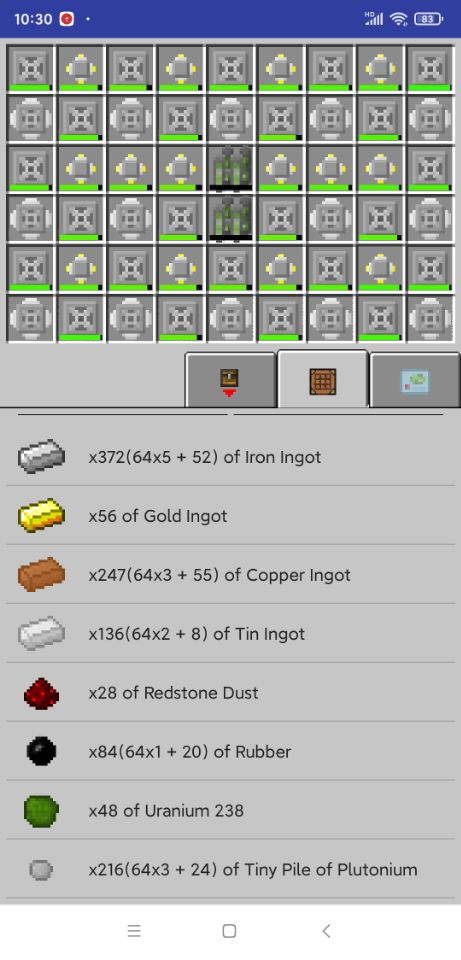 10:30
HD
83
x372(64x5 + 52) of Iron Ingot
x56 of Gold Ingot
x247(64x3 + 55) of Copper Ingot
x136(64x2 + 8) of Tin Ingot
x28 of Redstone Dust
x84(64x1 + 20) of Rubber
x48 of Uranium 238
x216(64x3 + 24) of Tiny Pile of Plutonium